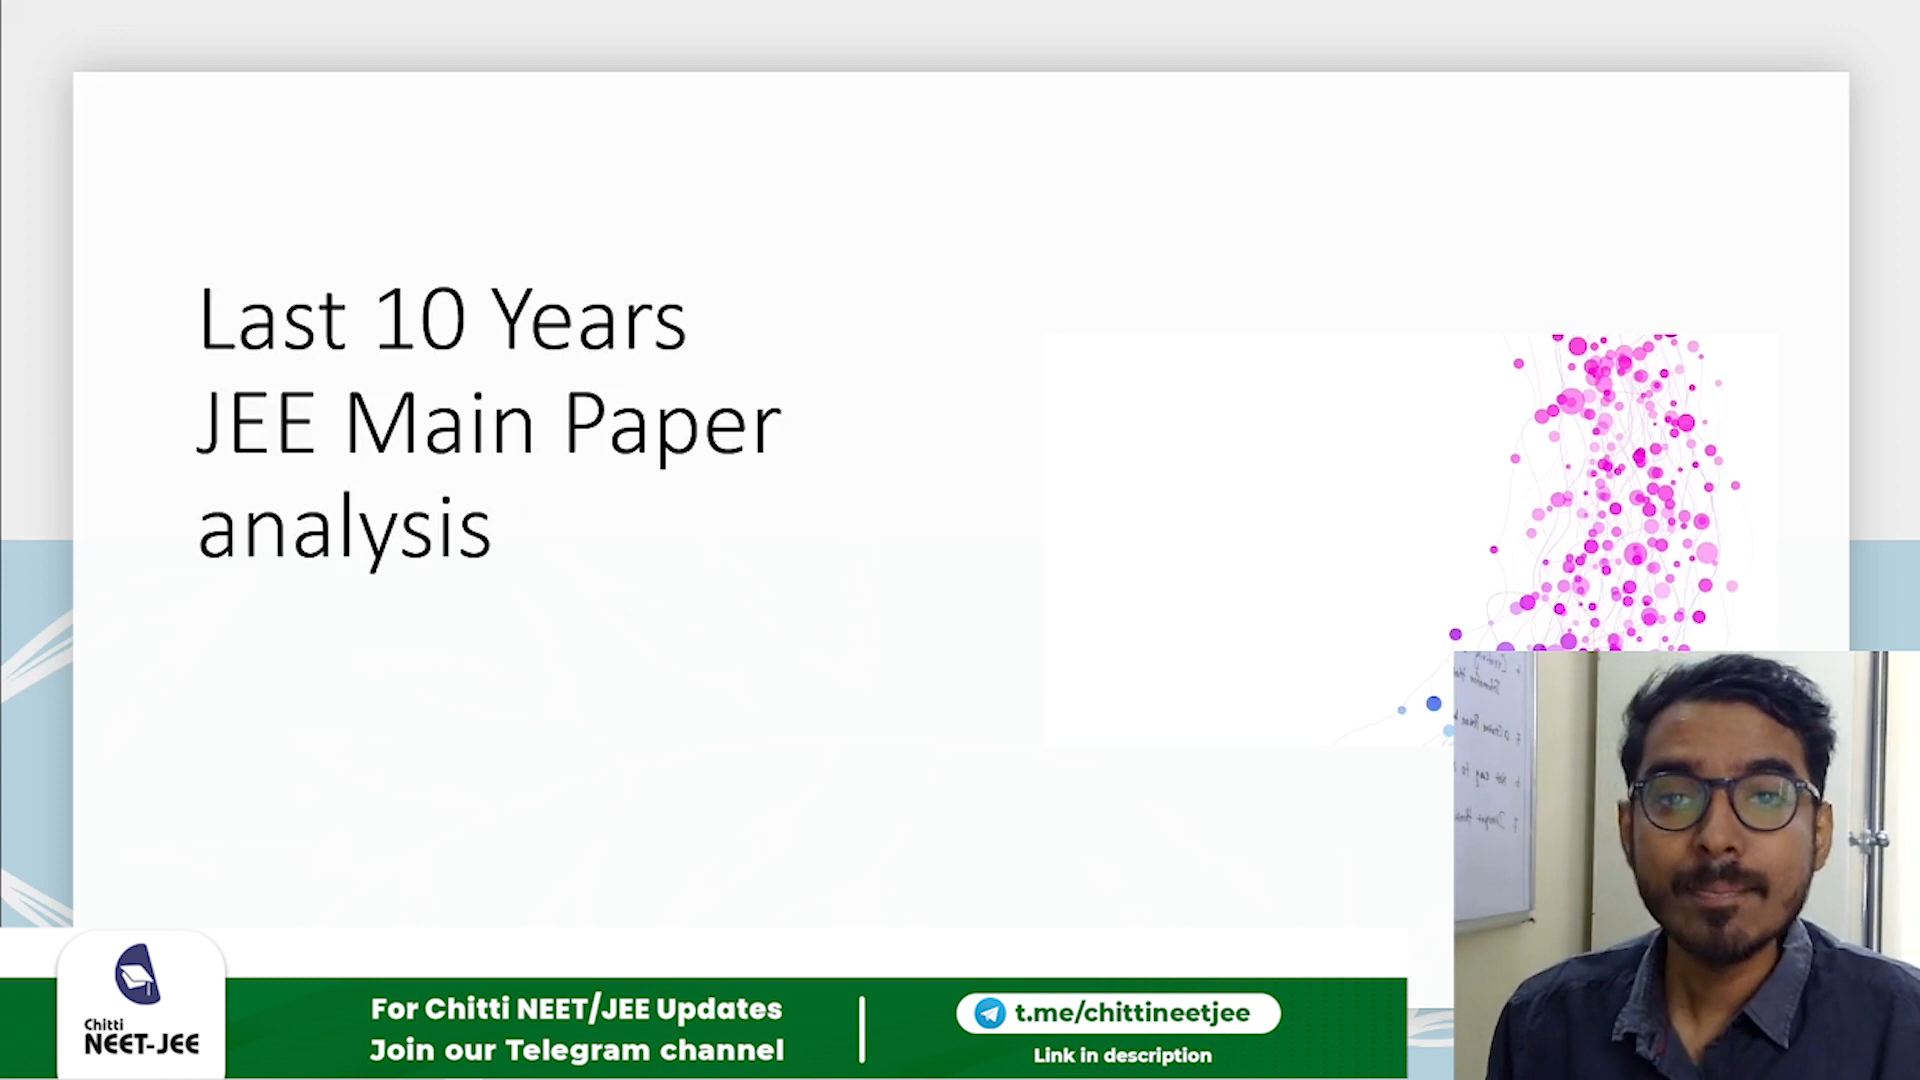 Last 10 Years
JEE Main Paper
analysis
Chitti
NEET-JEE
For Chitti NEET/JEE Updates
Join our Telegram channel
t.me/chittineetjee
Link in description